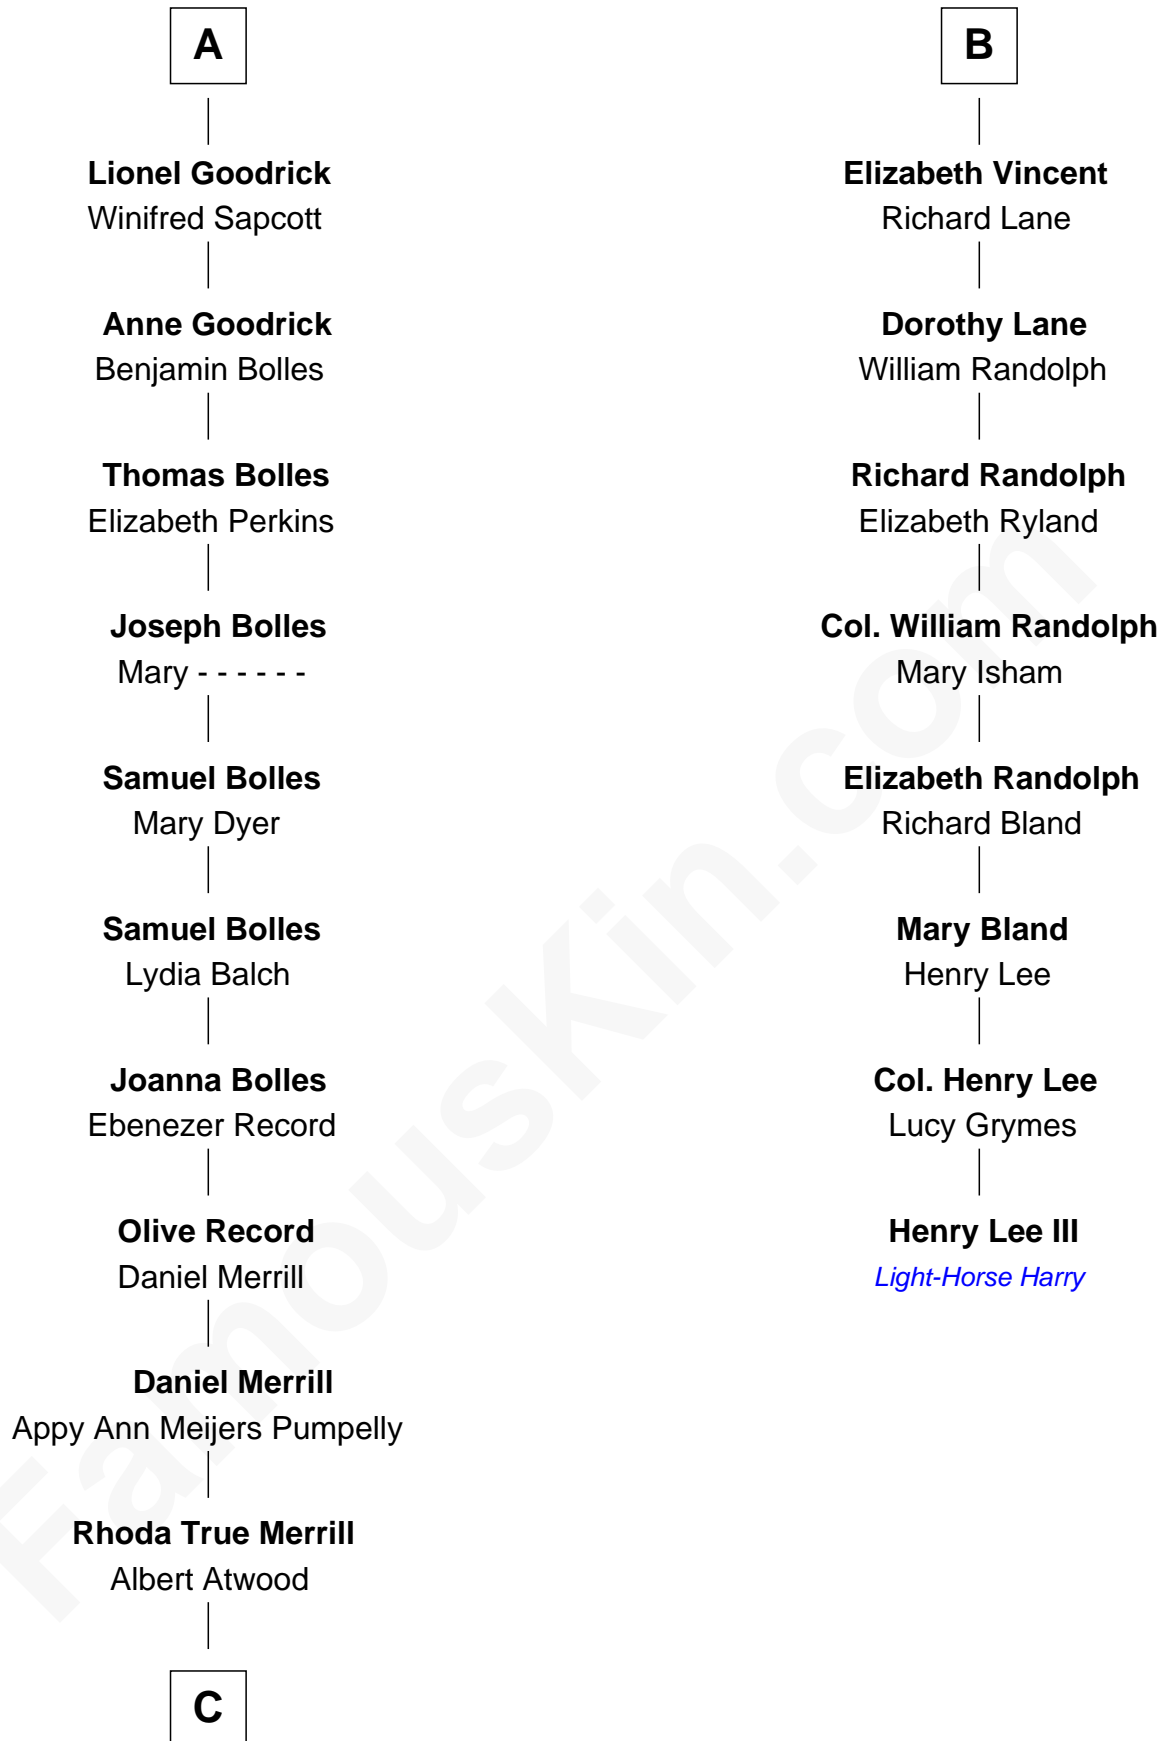 A
Lionel Goodrick
Winifred Sapcott
Anne Goodrick
Benjamin Bolles
Thomas Bolles
Elizabeth Perkins
Joseph Bolles
Mary - - - - - -
Samuel Bolles
Mary Dyer
Samuel Bolles
Lydia Balch
Joanna Bolles
Ebenezer Record
Olive Record
Daniel Merrill
Daniel Merrill
Appy Ann Meijers Pumpelly
Rhoda True Merrill
Albert Atwood
C
B
Elizabeth Vincent
Richard Lane
Dorothy Lane
William Randolph
Richard Randolph
Elizabeth Ryland
Col. William Randolph
Mary Isham
Elizabeth Randolph
Richard Bland
Mary Bland
Henry Lee
Col. Henry Lee
Lucy Grymes
Henry Lee III
Light-Horse Harry
FamousKin.com